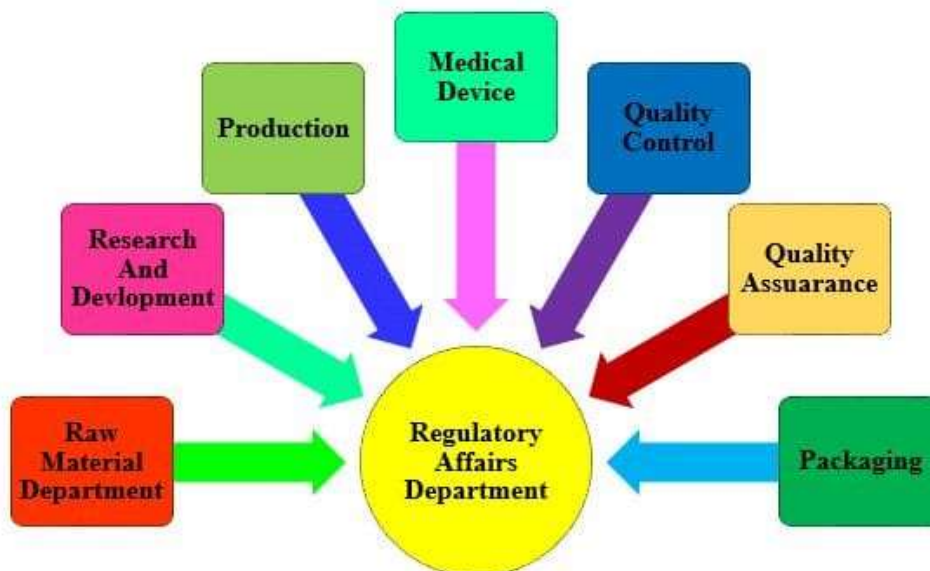 Medical
Device
Production
Quality
Control
Research
And
Devlopment
Quality
Assuarance
Raw
Material
Department
Regulatory
Affairs
Department
Packaging